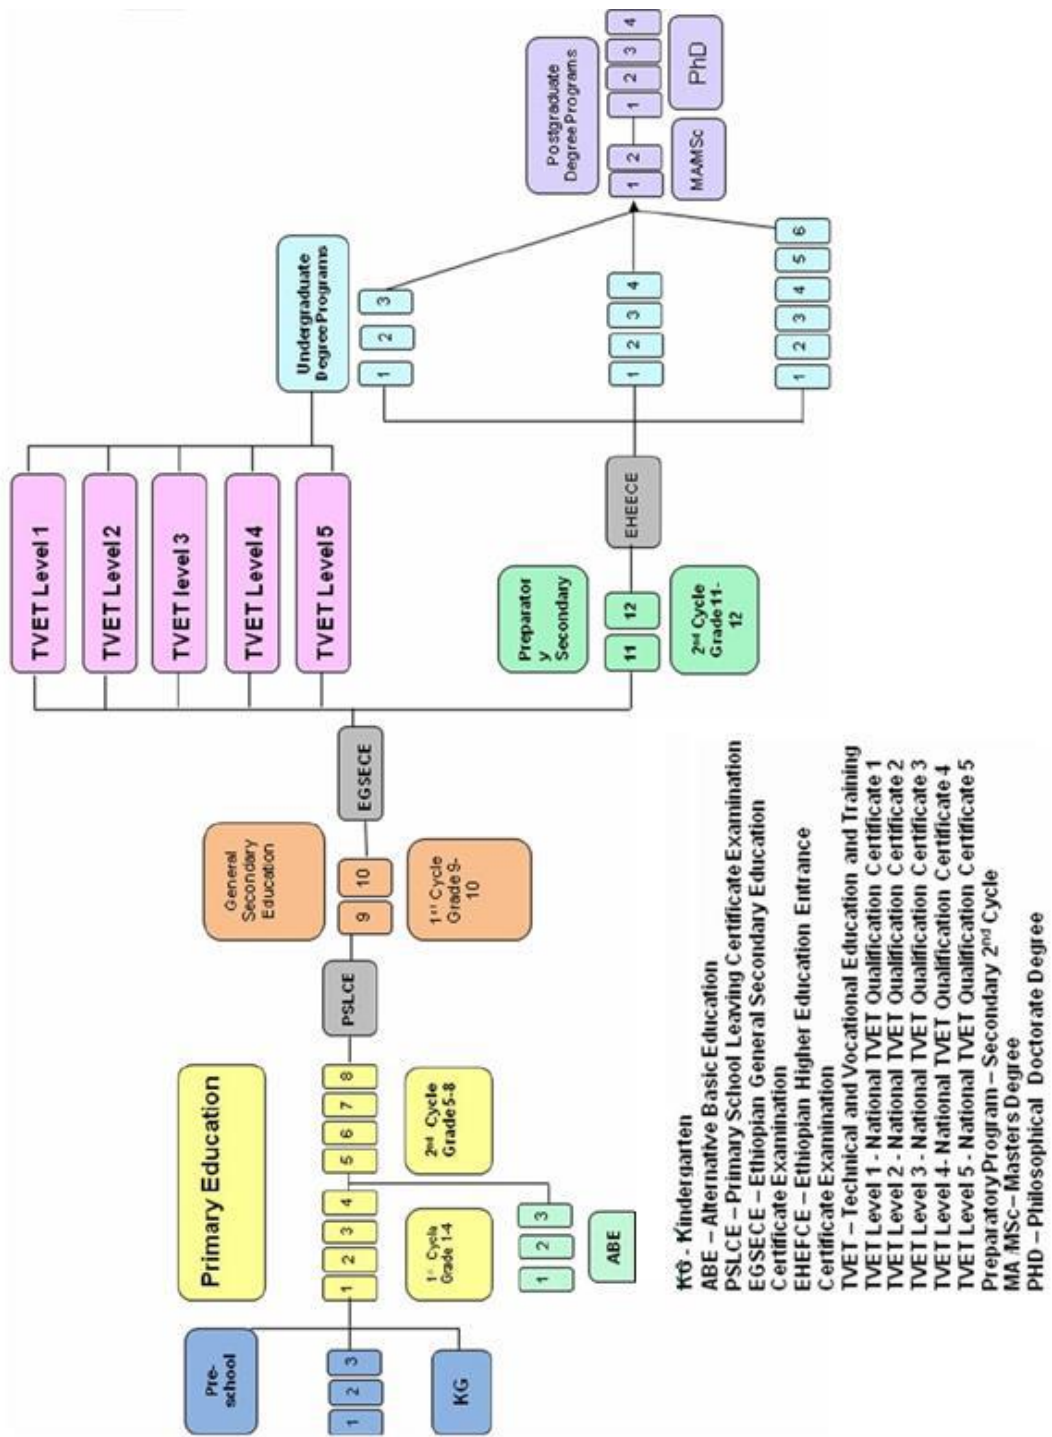 Pre-
school
1
2
3
KG
Primary Education
1
2
3
4
5
6
7
8
1st Cycle
Grade 1-4
2nd Cycle
Grade 5-8
1
2
3
ABE
PSLCE
General
Secondary
Education
9
10
1st Cycle
Grade 9-
10
EGSECE
TVET Level 1
TVET Level 2
TVET level 3
TVET Level 4
TVET Level 5
Preparator
y
Secondary
11
12
2nd Cycle
Grade 11-
12
EHEECE
Undergraduate
Degree Programs
1
2
3
1
2
3
4
1
2
3
4
5
6
Postgraduate
Degree Programs
1
2
1
2
3
4
MA/MSc
PhD
KG - Kindergarten
ABE – Alternative Basic Education
PSLCE – Primary School Leaving Certificate Examination
EGSECE – Ethiopian General Secondary Education
Certificate Examination
EHEFCE – Ethiopian Higher Education Entrance
Certificate Examination
TVET – Technical and Vocational Education and Training
TVET Level 1 - National TVET Qualification Certificate 1
TVET Level 2 - National TVET Qualification Certificate 2
TVET Level 3 - National TVET Qualification Certificate 3
TVET Level 4- National TVET Qualification Certificate 4
TVET Level 5 - National TVET Qualification Certificate 5
Preparatory Program – Secondary 2nd Cycle
MA /MSc – Masters Degree
PHD – Philosophical Doctorate Degree